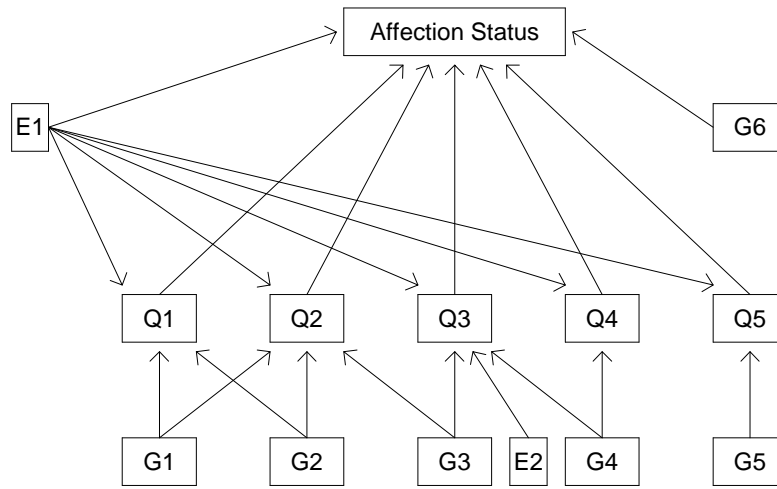 Affection Status
E1
G6
Q1 Q2 Q3 Q4 Q5
G1 G2 G3 E2 G4 G5